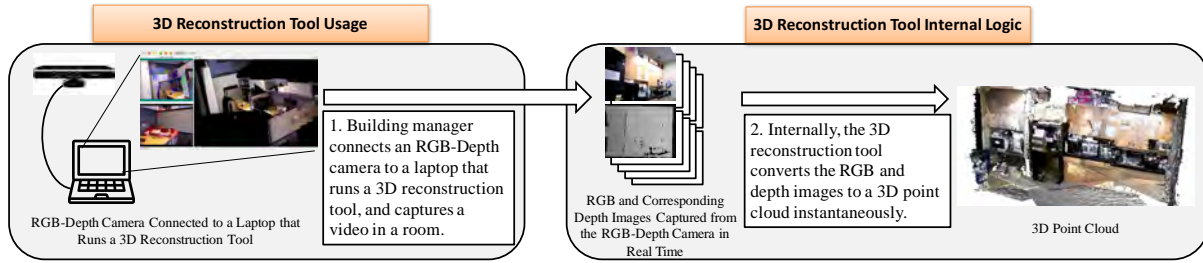 3D Reconstruction Tool Usage
1. Building manager
connects an RGB-Depth
camera to a laptop that
runs a 3D reconstruction
tool, and captures a
video in a room.
RGB-Depth Camera Connected to a Laptop that
Runs a 3D Reconstruction Tool
3D Reconstruction Tool Internal Logic
RGB and Corresponding
Depth Images Captured from
the RGB-Depth Camera in
Real Time
2. Internally, the 3D
reconstruction tool
converts the RGB and
depth images to a 3D point
cloud instantaneously.
3D Point Cloud